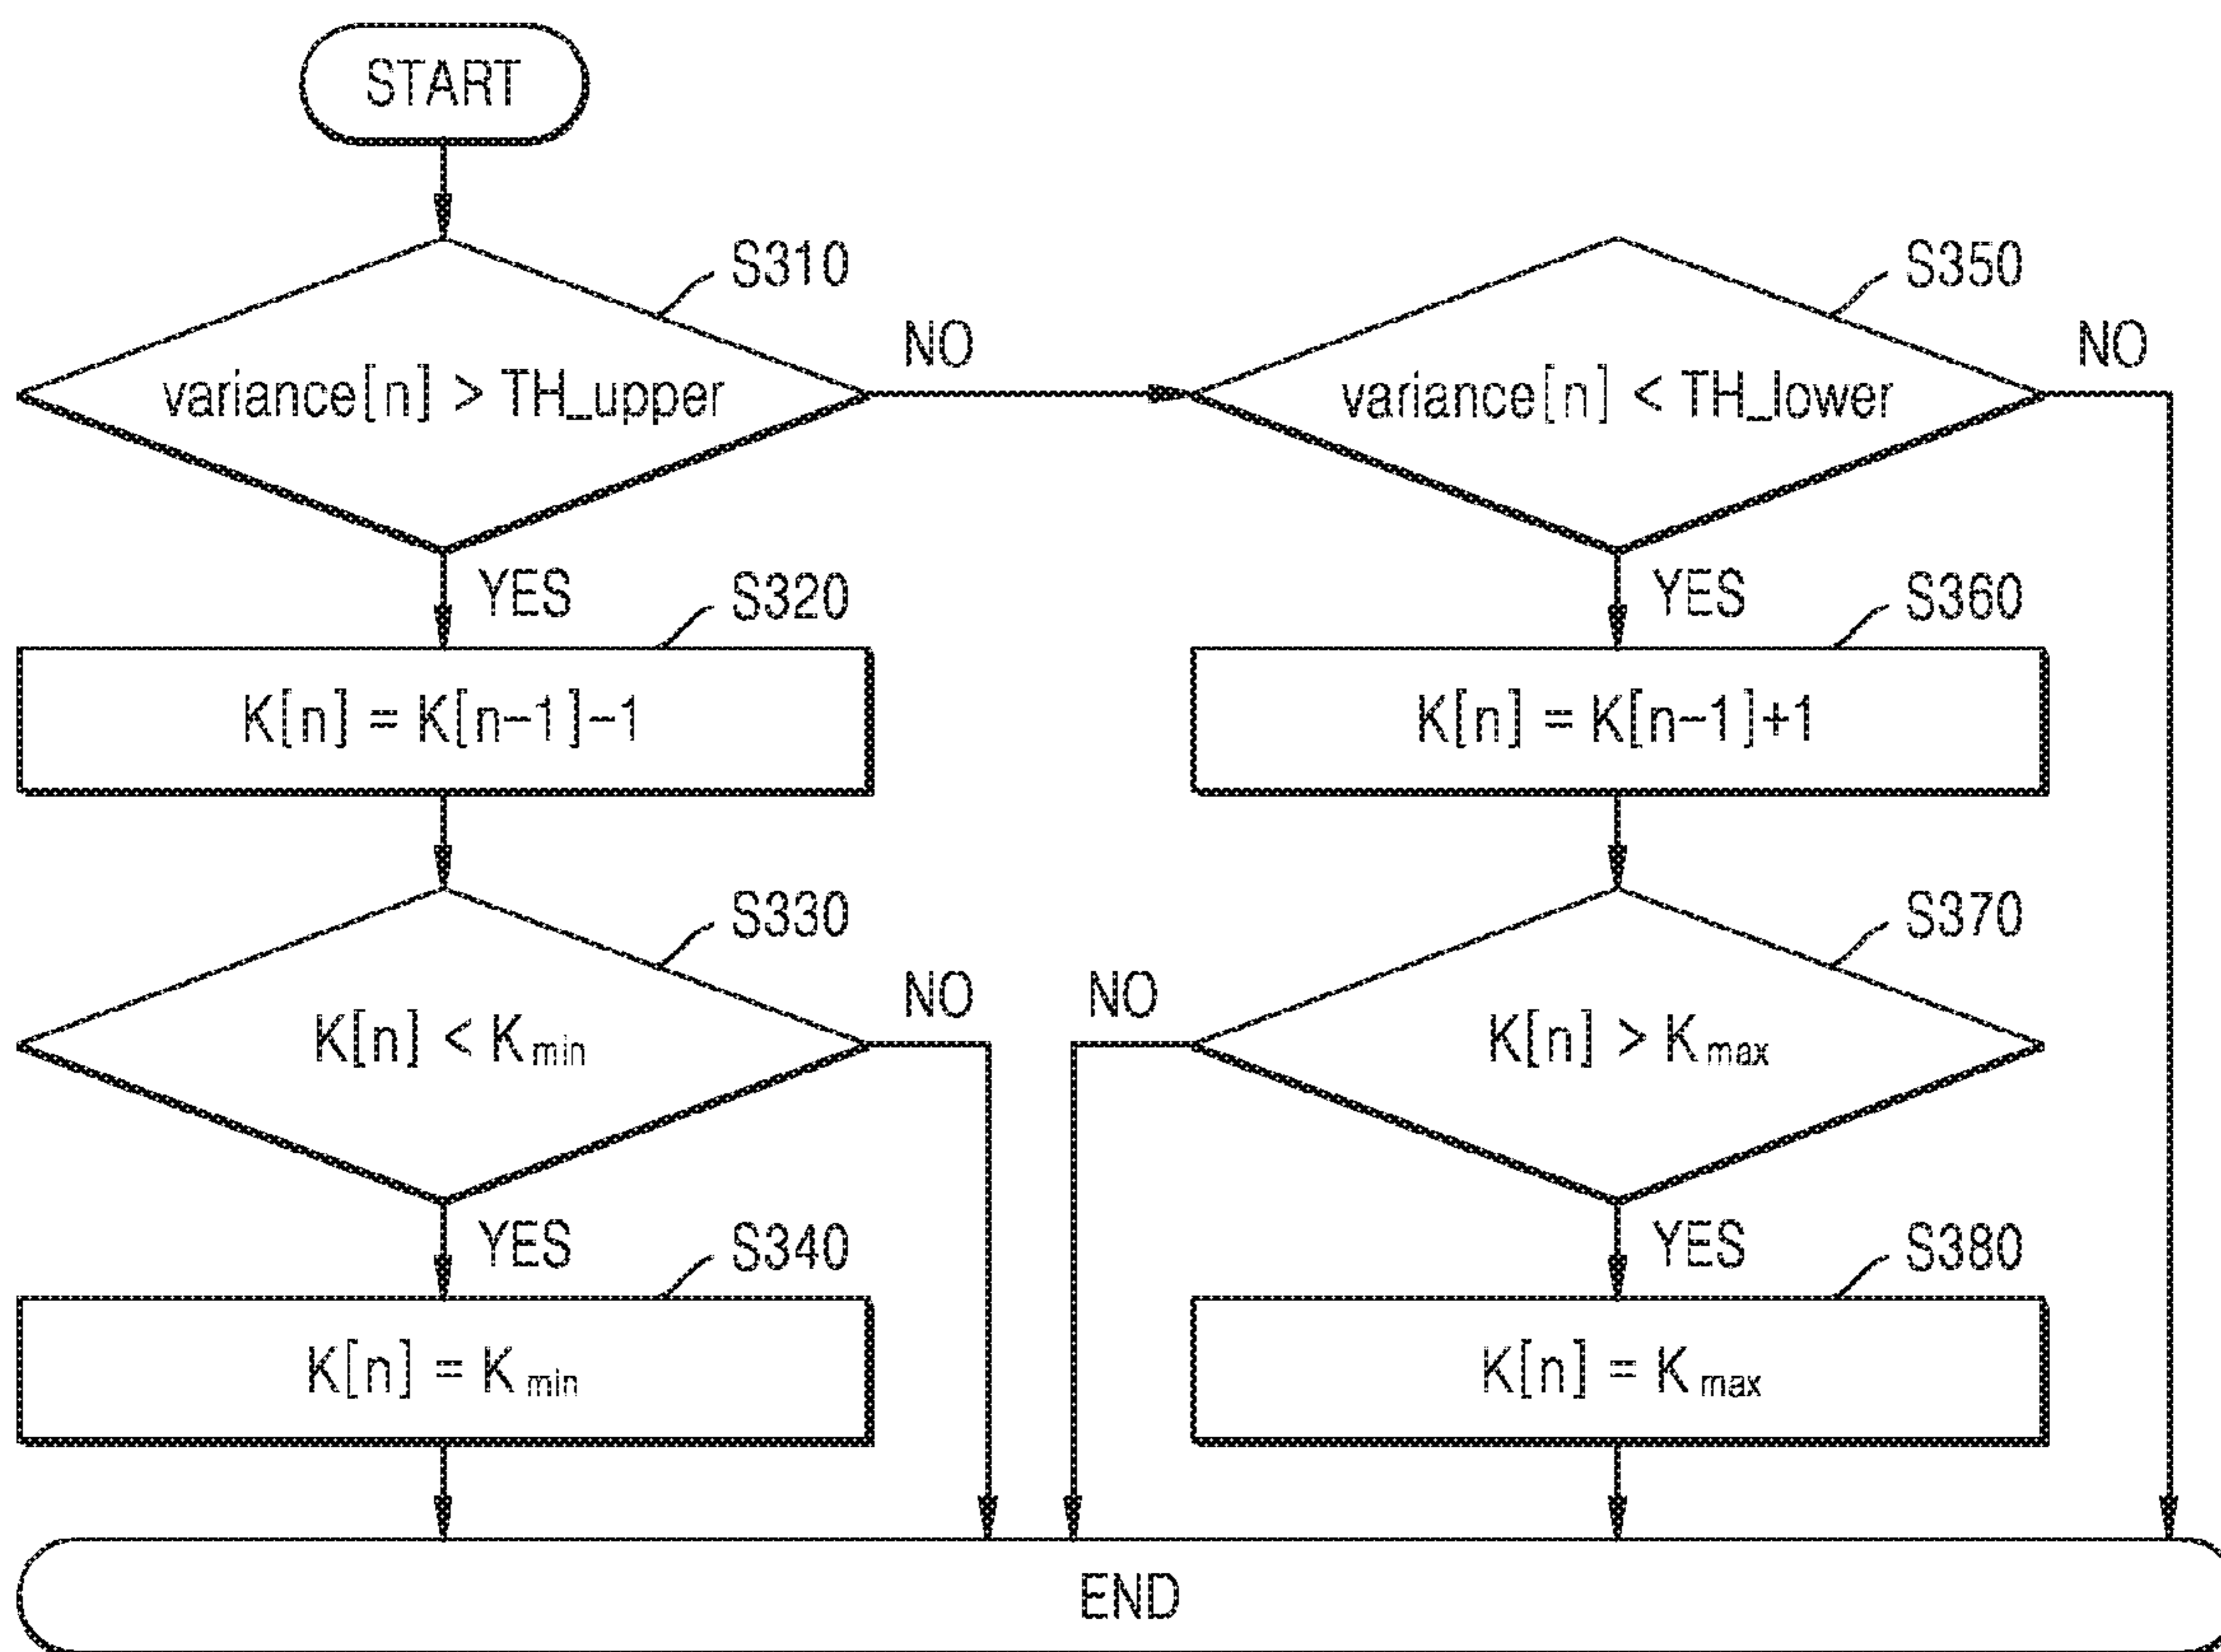 START
S310
variance[n] > TH_upper
NO
S350
variance[n] < TH_lower
NO
YES
S320
K[n] = K[n-1]-1
YES
S360
K[n] = K[n-1]+1
S330
K[n] < Kmin
NO
S370
K[n] > Kmax
NO
YES
S340
K[n] = Kmin
YES
S380
K[n] = Kmax
END